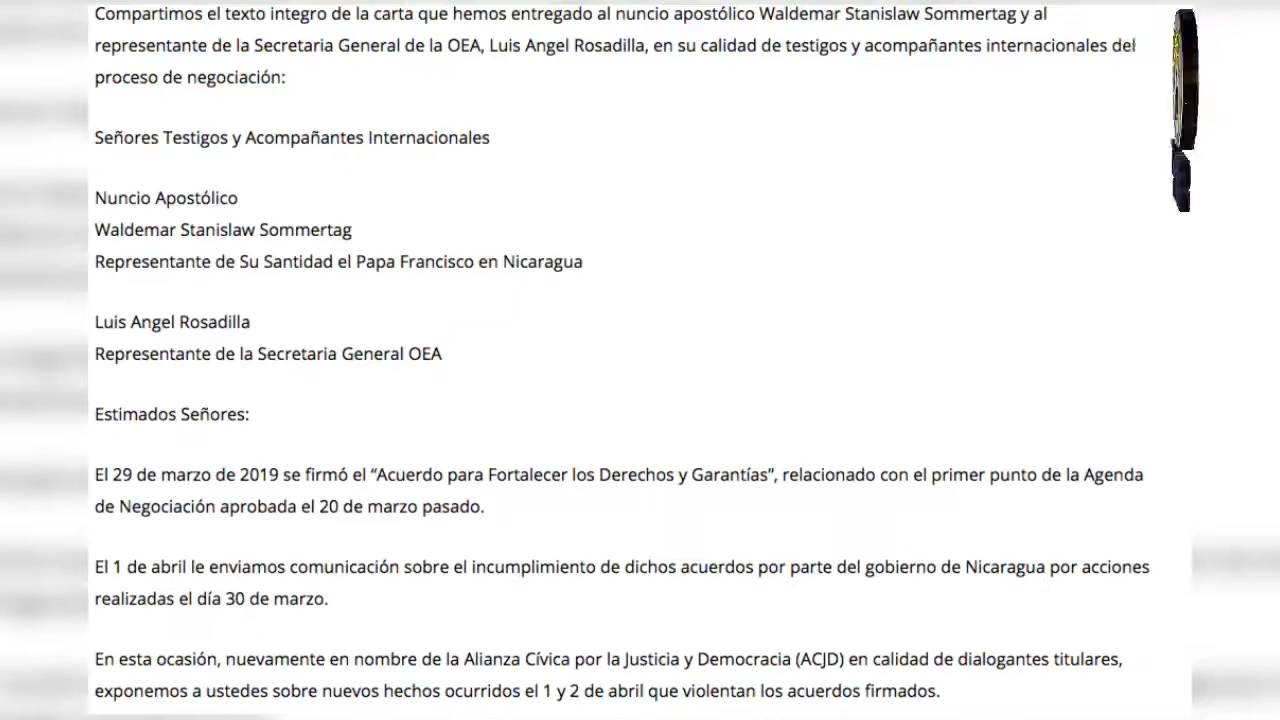 Compartimos el texto integro de la carta que hemos entregado al nuncio apostólico Waldemar Stanislaw Sommertag y al
representante de la Secretaria General de la OEA, Luis Angel Rosadilla, en su calidad de testigos y acompañantes internacionales del
proceso de negociación:
Señores Testigos y Acompañantes Internacionales
Nuncio Apostólico
Waldemar Stanislaw Sommertag
Representante de Su Santidad el Papa Francisco en Nicaragua
Luis Angel Rosadilla
Representante de la Secretaria General OEA
Estimados Señores:
El 29 de marzo de 2019 se firmó el “Acuerdo para Fortalecer los Derechos y Garantías”, relacionado con el primer punto de la Agenda
de Negociación aprobada el 20 de marzo pasado.
El 1 de abril le enviamos comunicación sobre el incumplimiento de dichos acuerdos por parte del gobierno de Nicaragua por acciones
realizadas el día 30 de marzo.
En esta ocasión, nuevamente en nombre de la Alianza Cívica por la Justicia y Democracia (ACJD) en calidad de dialogantes titulares,
exponemos a ustedes sobre nuevos hechos ocurridos el 1 y 2 de abril que violentan los acuerdos firmados.